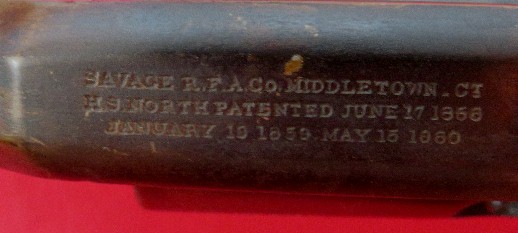 SAVAGE R.F.A.CO. MIDDLETOWN.CT
H.S. NORTH PATENTED JUNE 17 1856
JANUARY 18 1859 MAY 15 1860